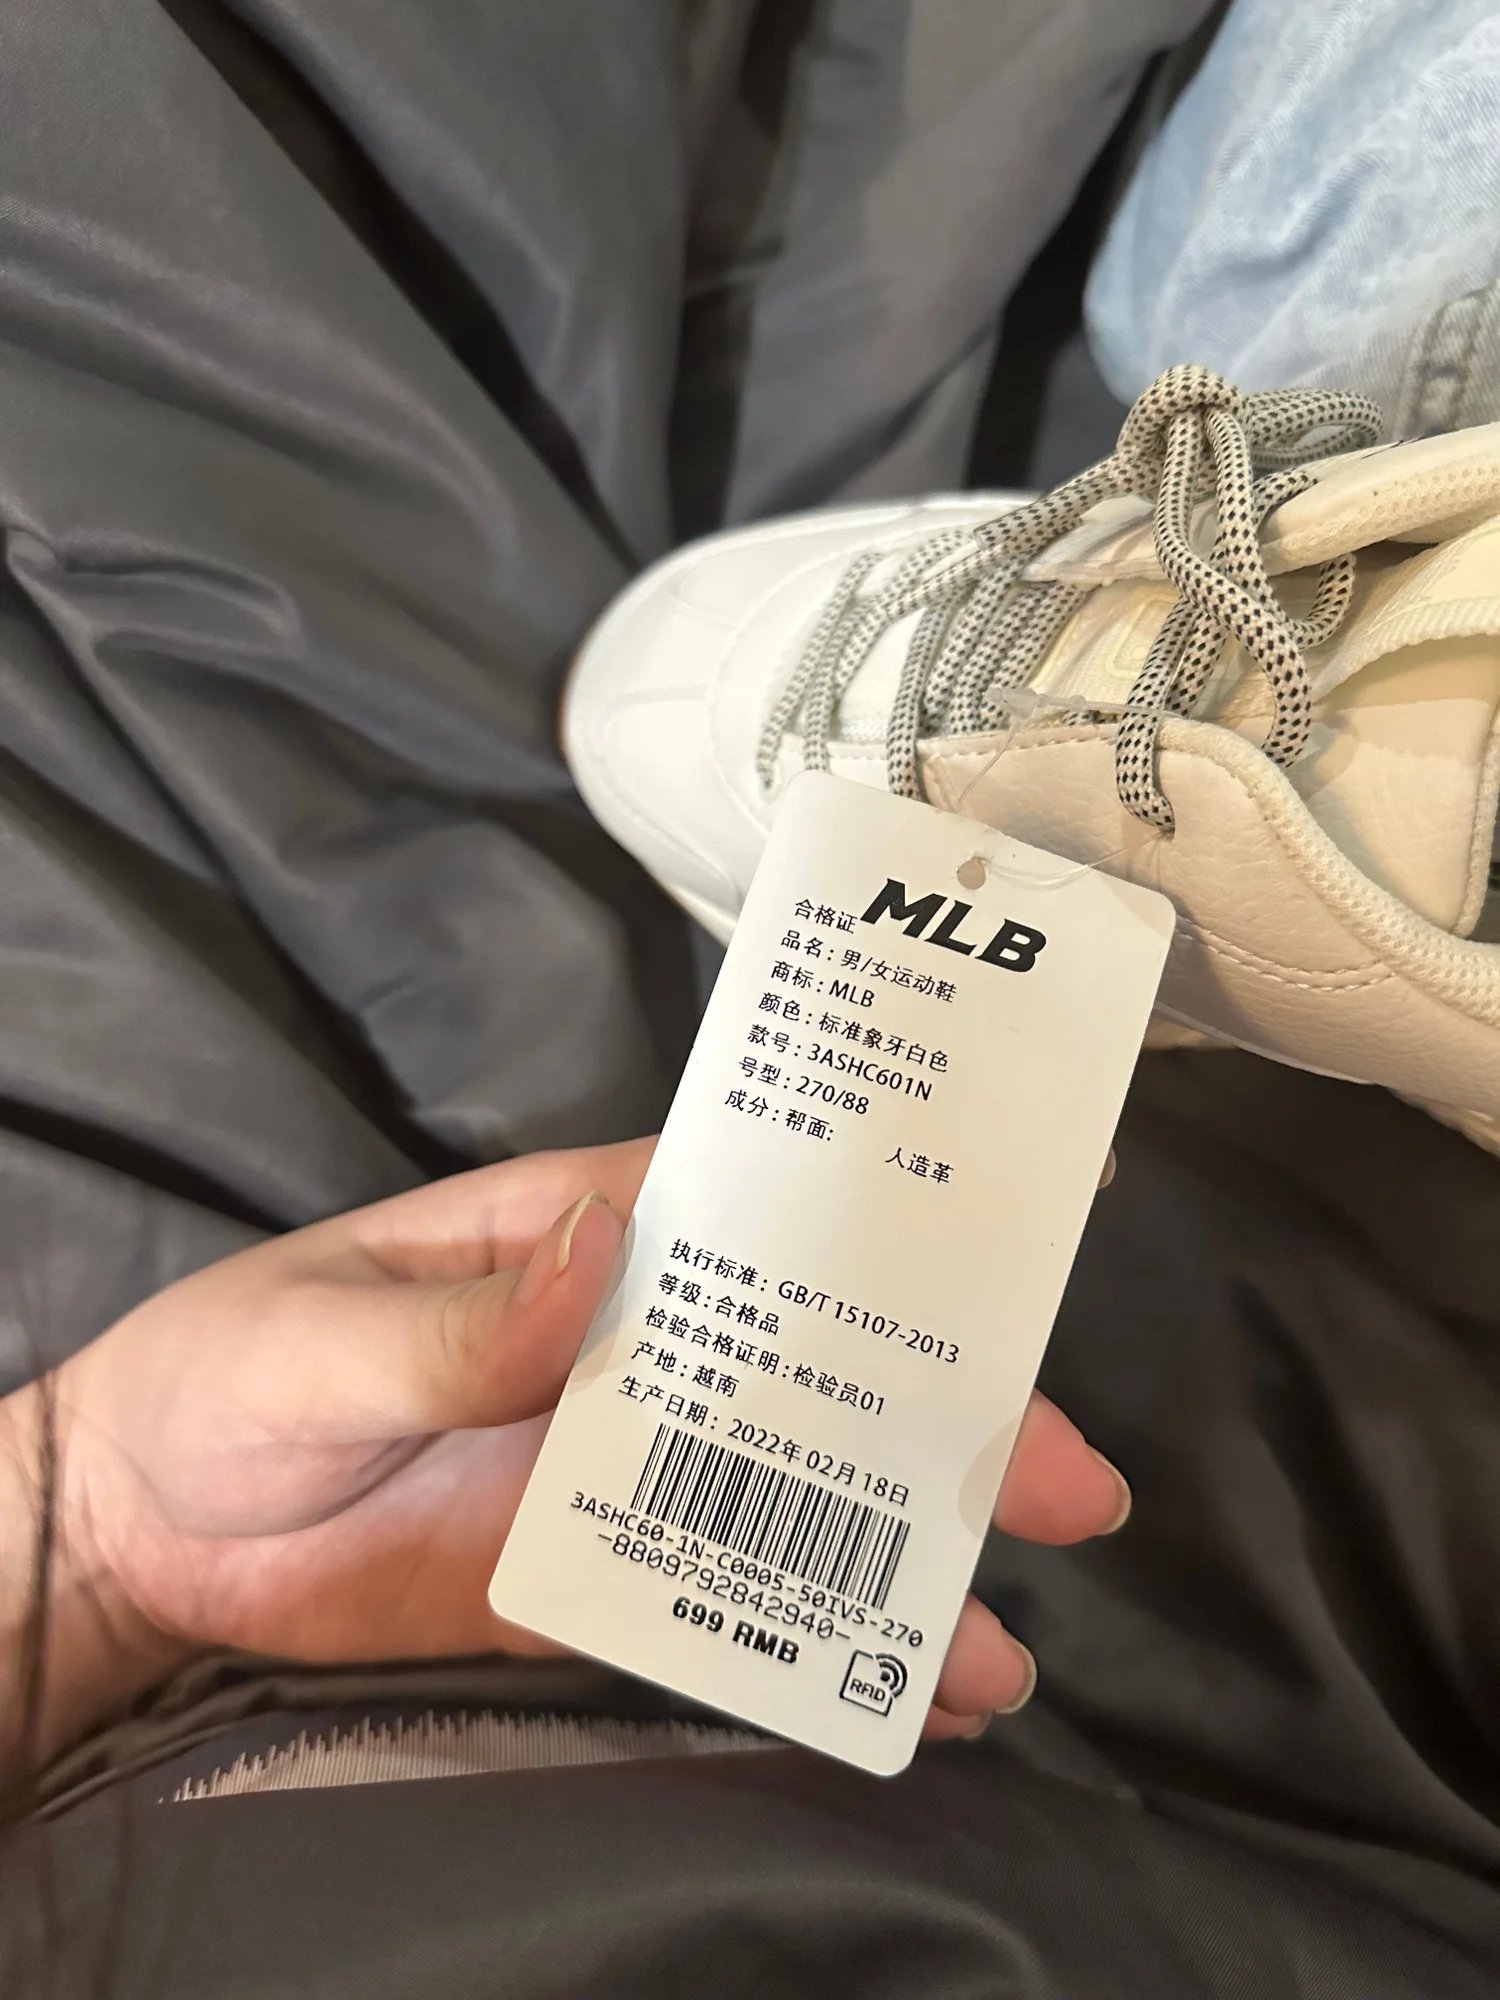 MLB
合格证
品名:男/女运动鞋
商标:MLB
颜色:标准象牙白色
款号:3ASHC601N
号型:270/88
成分:帮面:
人造革
执行标准: GB/T 15107-2013
等级:合格品
检验合格证明:检验员01
产地:越南
生产日期: 2022年 02月 18日
3ASHC60-1N-C0005-50IVS-270
-8809792842940-
699 RMB
RFID